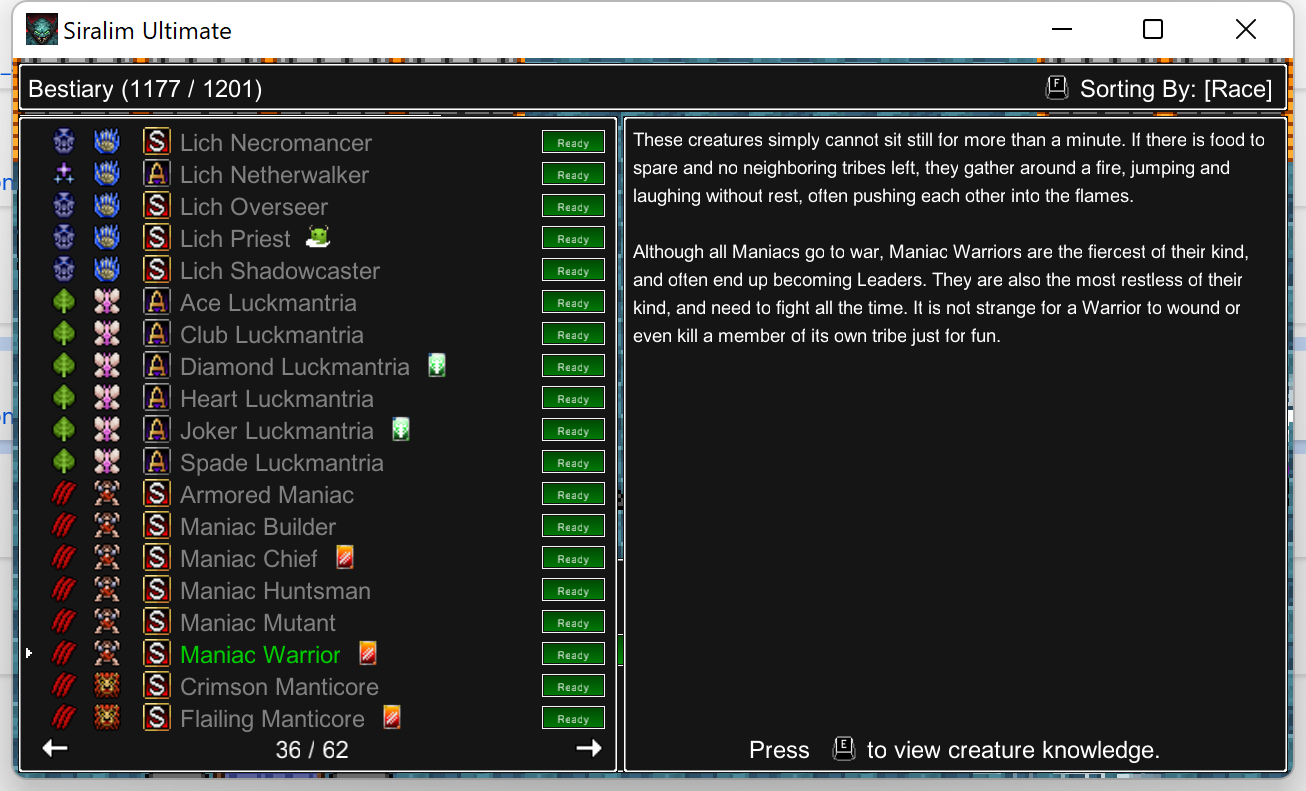 Siralim Ultimate
Bestiary (1177 / 1201)
F Sorting By: [Race]
S Lich Necromancer Ready
A Lich Netherwalker Ready
S Lich Overseer Ready
S Lich Priest Ready
S Lich Shadowcaster Ready
A Ace Luckmantria Ready
A Club Luckmantria Ready
A Diamond Luckmantria Ready
A Heart Luckmantria Ready
A Joker Luckmantria Ready
A Spade Luckmantria Ready
S Armored Maniac Ready
S Maniac Builder Ready
S Maniac Chief Ready
S Maniac Huntsman Ready
S Maniac Mutant Ready
S Maniac Warrior Ready
S Crimson Manticore Ready
S Flailing Manticore Ready
36 / 62
These creatures simply cannot sit still for more than a minute. If there is food to
spare and no neighboring tribes left, they gather around a fire, jumping and
laughing without rest, often pushing each other into the flames.
Although all Maniacs go to war, Maniac Warriors are the fiercest of their kind,
and often end up becoming Leaders. They are also the most restless of their
kind, and need to fight all the time. It is not strange for a Warrior to wound or
even kill a member of its own tribe just for fun.
Press E to view creature knowledge.